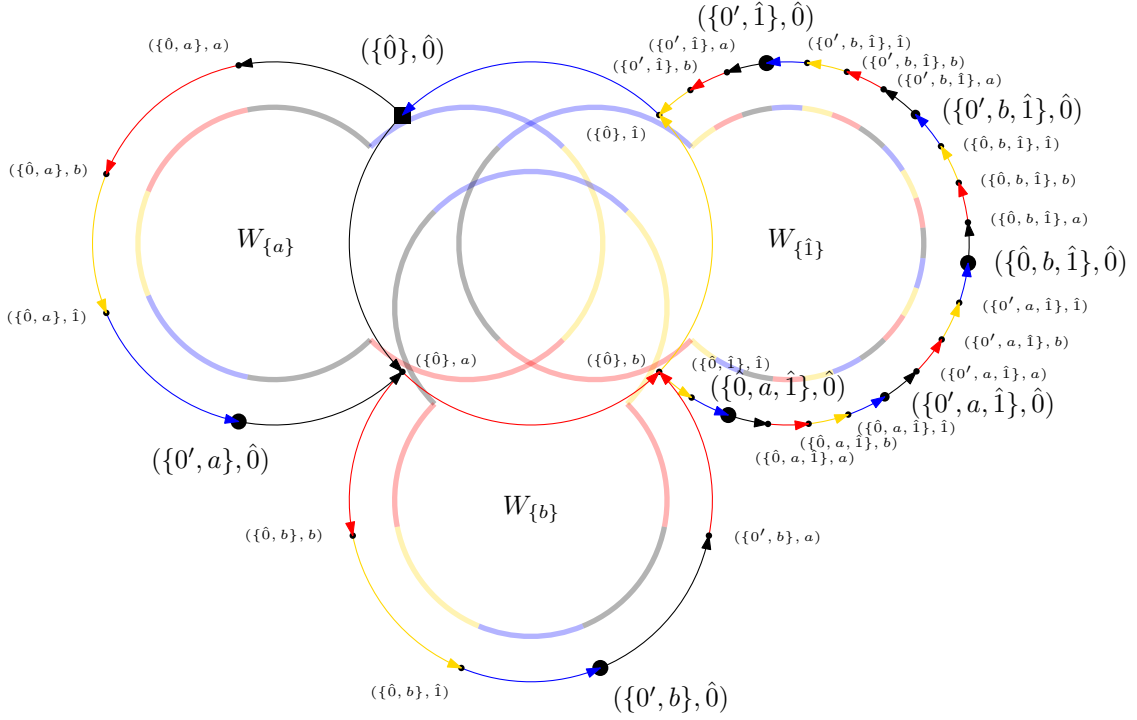 ({0′, 1̂}, 0̂)
({0̂}, 0̂)
({0̂, a}, a)
({0′, 1̂}, a)
({0′, b, 1̂}, 1̂)
({0′, 1̂}, b)
({0′, b, 1̂}, b)
({0′, b, 1̂}, a)
({0′, b, 1̂}, 0̂)
({0̂}, 1̂)
({0̂, b, 1̂}, 1̂)
({0̂, a}, b)
({0̂, b, 1̂}, b)
({0̂, b, 1̂}, a)
W_{a}
W_{1̂}
({0̂, b, 1̂}, 0̂)
({0′, a, 1̂}, 1̂)
({0̂, a}, 1̂)
({0′, a, 1̂}, b)
({0̂}, a)
({0̂}, b)
({0̂, 1̂}, 1̂)
({0′, a, 1̂}, a)
({0̂, a, 1̂}, 0̂)
({0′, a, 1̂}, 0̂)
({0̂, a, 1̂}, 1̂)
({0̂, a, 1̂}, b)
({0̂, a, 1̂}, a)
({0′, a}, 0̂)
W_{b}
({0̂, b}, b)
({0′, b}, a)
({0̂, b}, 1̂)
({0′, b}, 0̂)